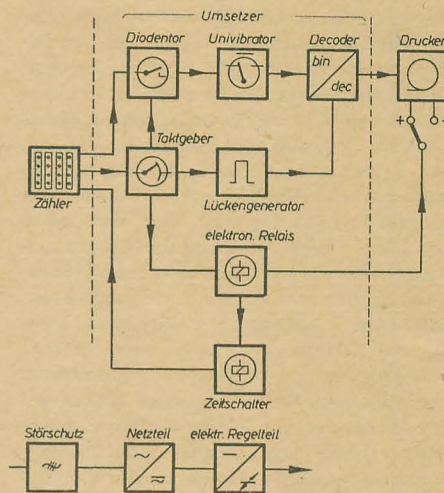 Umsetzer
Diodentor Univibrator Decoder Drucker
bin
dec
+ -
Taktgeber
Zähler
Lückengenerator
elektron. Relais
Zeitschalter
Störschutz Netzteil elektr. Regelteil